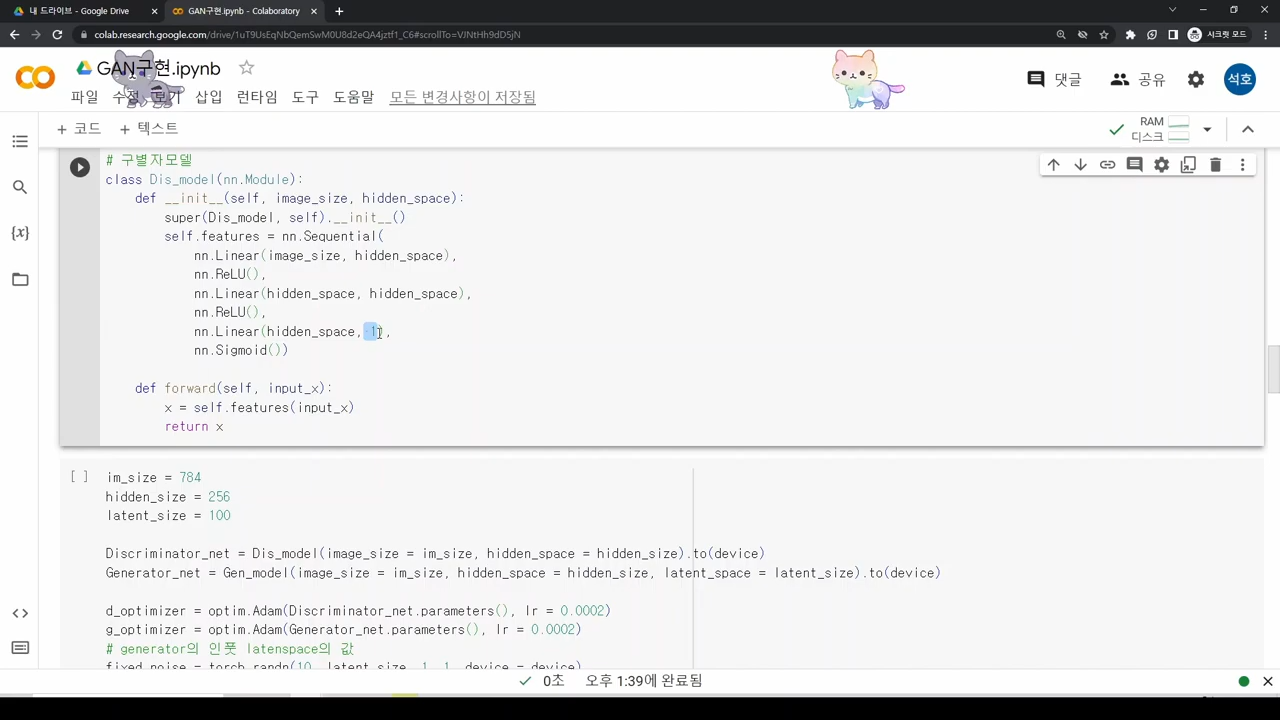 내 드라이브 - Google Drive
GAN구현.ipynb - Colaboratory
colab.research.google.com/drive/1uT9UsEqNbQemSwM0U8d2eQA4jztf1_C6#scrollTo=VJNtHh9dD5jN
시크릿 모드
GAN구현.ipynb
댓글
공유
석호
파일 수정 보기 삽입 런타임 도구 도움말 모든 변경사항이 저장됨
+ 코드 + 텍스트
RAM
디스크
# 구별자모델
class Dis_model(nn.Module):
def __init__(self, image_size, hidden_space):
super(Dis_model, self).__init__()
self.features = nn.Sequential(
nn.Linear(image_size, hidden_space),
nn.ReLU(),
nn.Linear(hidden_space, hidden_space),
nn.ReLU(),
nn.Linear(hidden_space, 1),
nn.Sigmoid())
def forward(self, input_x):
x = self.features(input_x)
return x
[ ]
im_size = 784
hidden_size = 256
latent_size = 100
Discriminator_net = Dis_model(image_size = im_size, hidden_space = hidden_size).to(device)
Generator_net = Gen_model(image_size = im_size, hidden_space = hidden_size, latent_space = latent_size).to(device)
d_optimizer = optim.Adam(Discriminator_net.parameters(), lr = 0.0002)
g_optimizer = optim.Adam(Generator_net.parameters(), lr = 0.0002)
# generator의 인풋 latenspace의 값
fixed_noise = torch.randn(10, latent_size, 1, 1, device = device)
0초 오후 1:39에 완료됨